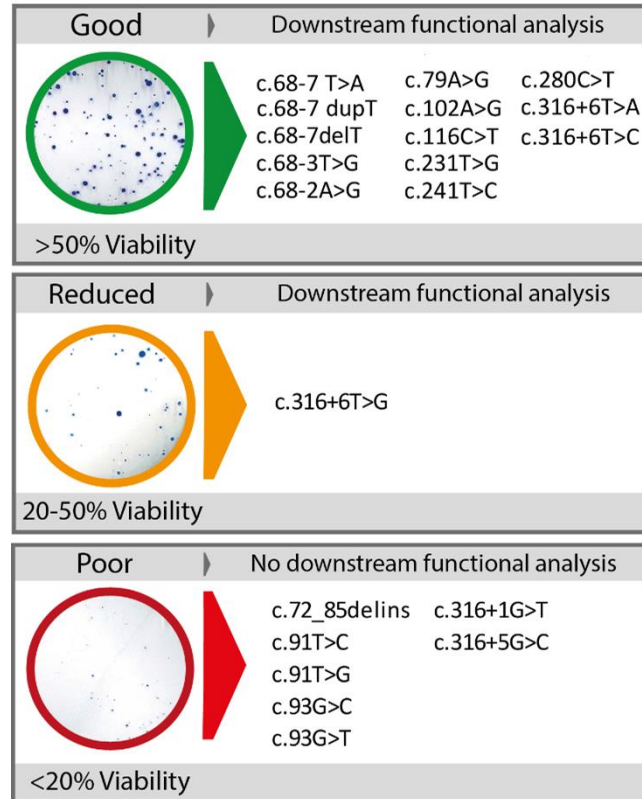 Good Downstream functional analysis
c.68-7 T>A c.79A>G c.280C>T
c.68-7 dupT c.102A>G c.316+6T>A
c.68-7delT c.116C>T c.316+6T>C
c.68-3T>G c.231T>G
c.68-2A>G c.241T>C
>50% Viability
Reduced Downstream functional analysis
c.316+6T>G
20-50% Viability
Poor No downstream functional analysis
c.72_85delins c.316+1G>T
c.91T>C c.316+5G>C
c.91T>G
c.93G>C
c.93G>T
<20% Viability